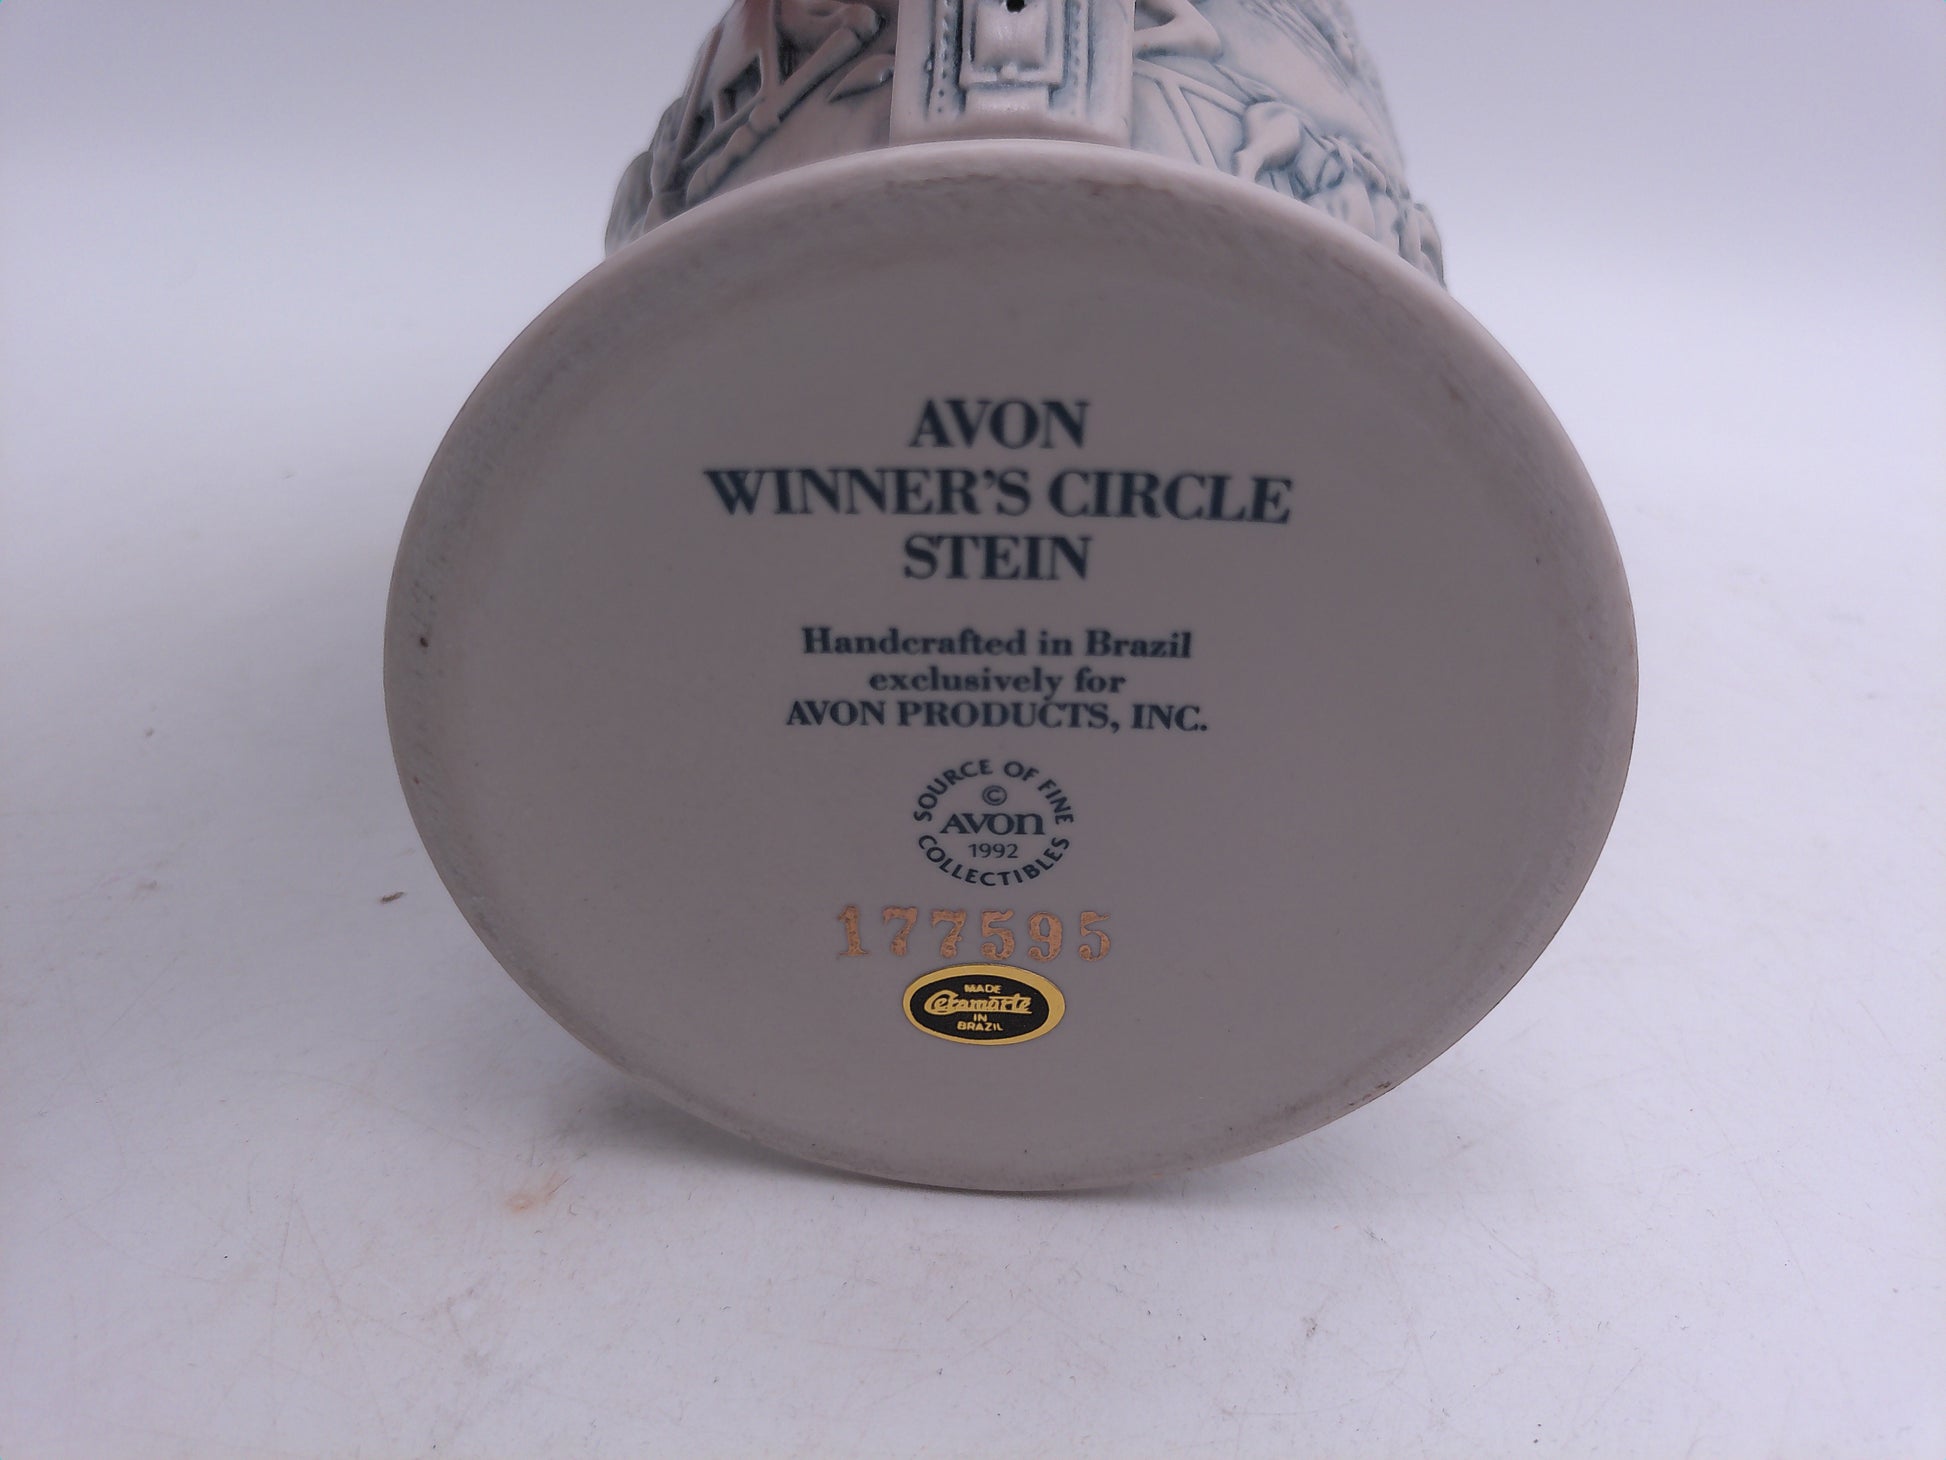 AVON
WINNER'S CIRCLE
STEIN
Handcrafted in Brazil
exclusively for
AVON PRODUCTS, INC.
SOURCE OF FINE
©
AVON
1992
COLLECTIBLES
177595
MADE
Ceramarte
IN
BRAZIL